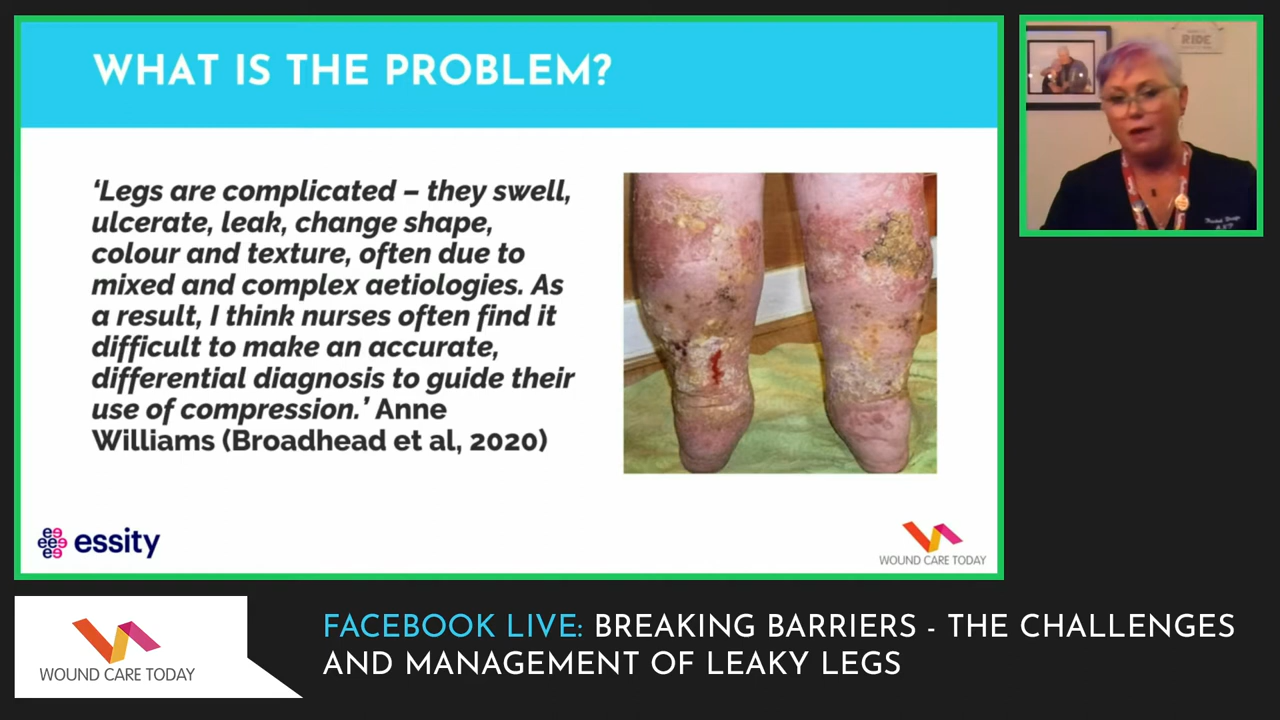 WHAT IS THE PROBLEM?
‘Legs are complicated – they swell,
ulcerate, leak, change shape,
colour and texture, often due to
mixed and complex aetiologies. As
a result, I think nurses often find it
difficult to make an accurate,
differential diagnosis to guide their
use of compression.’ Anne
Williams (Broadhead et al, 2020)
essity
WOUND CARE TODAY
RIDE
WOUND CARE TODAY
FACEBOOK LIVE: BREAKING BARRIERS - THE CHALLENGES
AND MANAGEMENT OF LEAKY LEGS